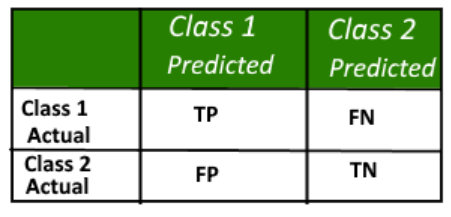 Class 1
Predicted
Class 2
Predicted
Class 1
Actual
TP
FN
Class 2
Actual
FP
TN